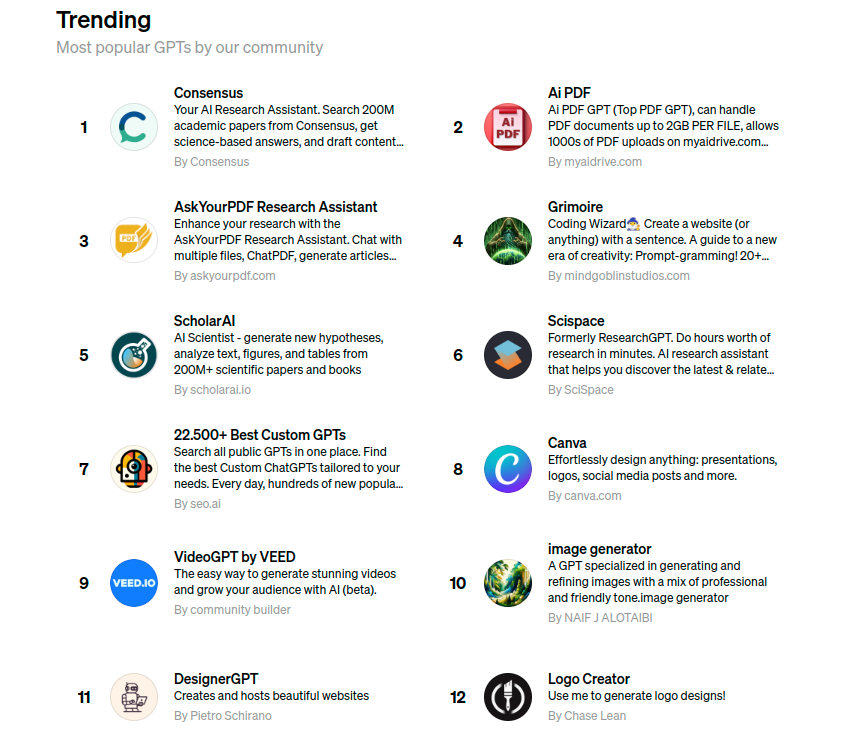 Trending
Most popular GPTs by our community
1
Consensus
Your AI Research Assistant. Search 200M
academic papers from Consensus, get
science-based answers, and draft content...
By Consensus
2
Ai
PDF
Ai PDF
Ai PDF GPT (Top PDF GPT), can handle
PDF documents up to 2GB PER FILE, allows
1000s of PDF uploads on myaidrive.com...
By myaidrive.com
3
PDF
AskYourPDF Research Assistant
Enhance your research with the
AskYourPDF Research Assistant. Chat with
multiple files, ChatPDF, generate articles...
By askyourpdf.com
4
Grimoire
Coding Wizard🧙‍♂️ Create a website (or
anything) with a sentence. A guide to a new
era of creativity: Prompt-gramming! 20+...
By mindgoblinstudios.com
5
ScholarAI
AI Scientist - generate new hypotheses,
analyze text, figures, and tables from
200M+ scientific papers and books
By scholarai.io
6
Scispace
Formerly ResearchGPT. Do hours worth of
research in minutes. AI research assistant
that helps you discover the latest & relate...
By SciSpace
7
22.500+ Best Custom GPTs
Search all public GPTs in one place. Find
the best Custom ChatGPTs tailored to your
needs. Every day, hundreds of new popula...
By seo.ai
8
C
Canva
Effortlessly design anything: presentations,
logos, social media posts and more.
By canva.com
9
VEED.IO
VideoGPT by VEED
The easy way to generate stunning videos
and grow your audience with AI (beta).
By community builder
10
image generator
A GPT specialized in generating and
refining images with a mix of professional
and friendly tone.image generator
By NAIF J ALOTAIBI
11
DesignerGPT
Creates and hosts beautiful websites
By Pietro Schirano
12
Logo Creator
Use me to generate logo designs!
By Chase Lean